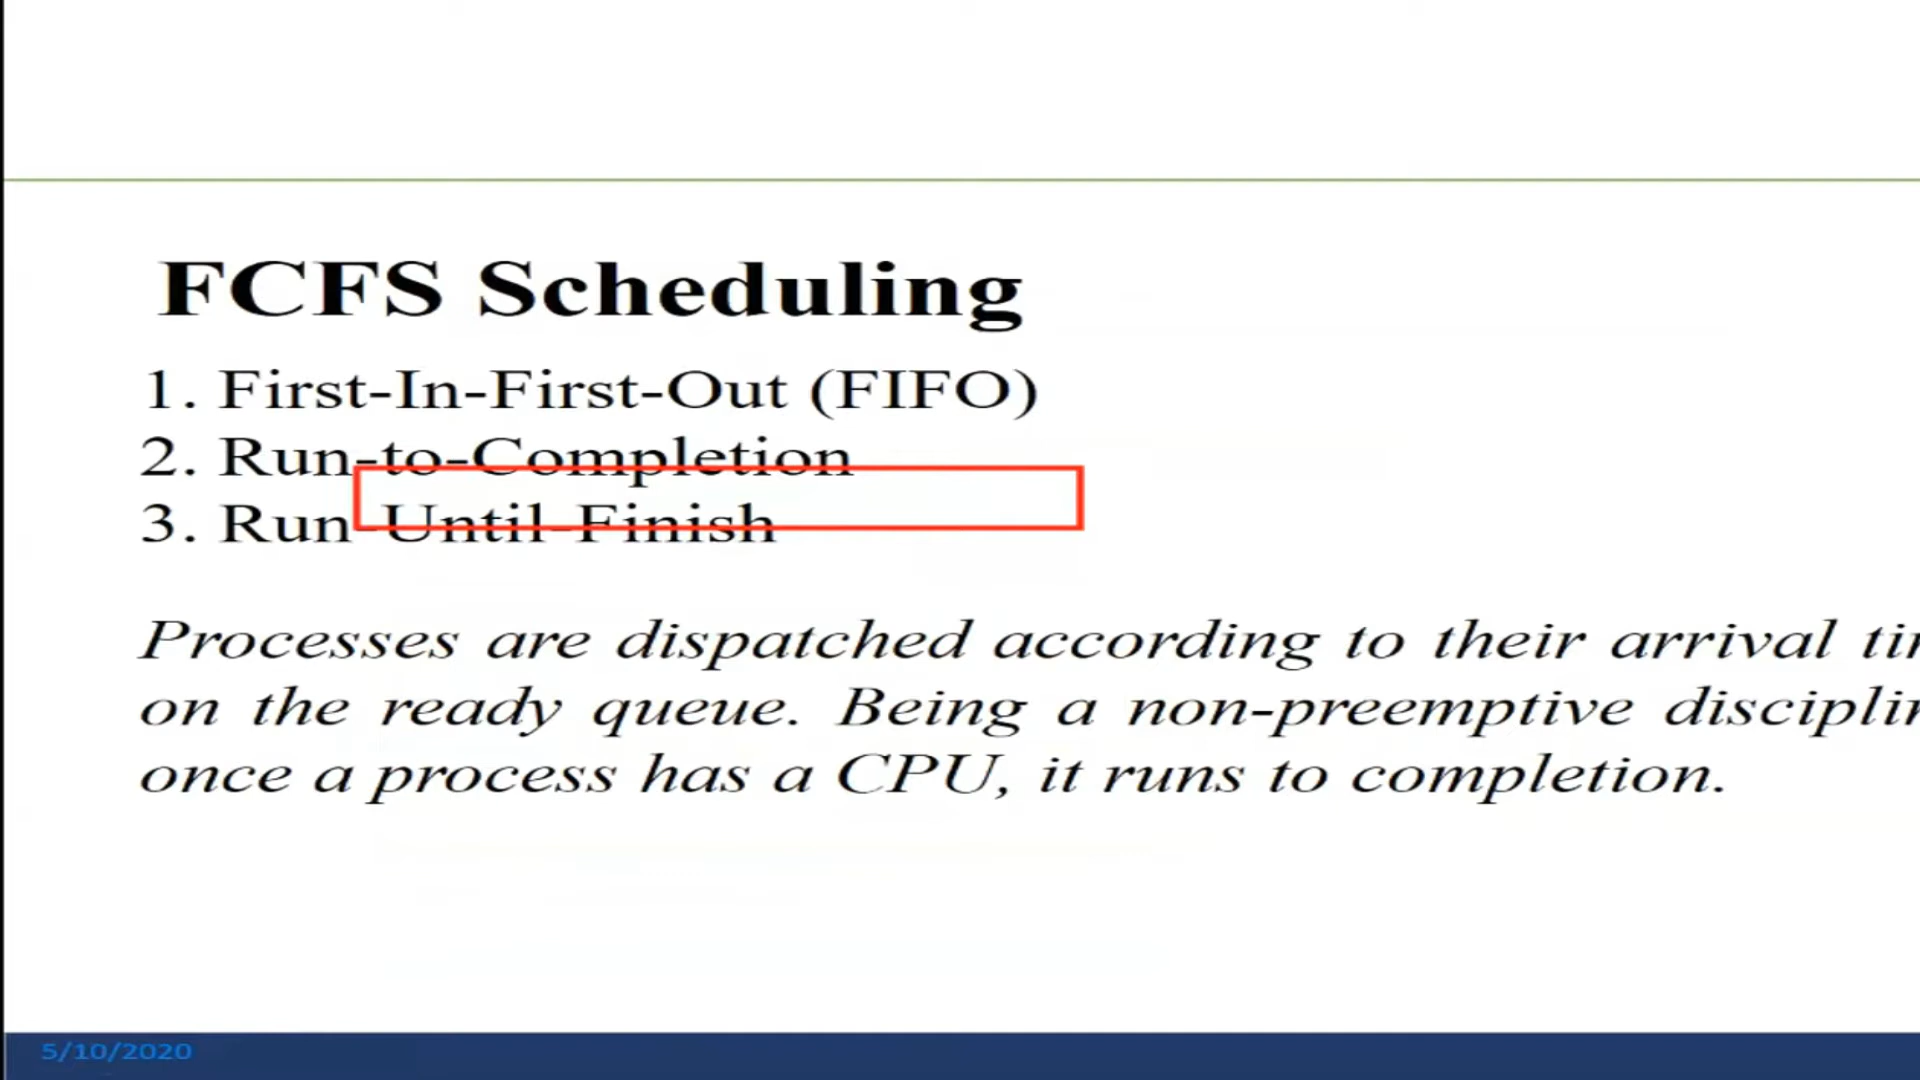 FCFS Scheduling
1. First-In-First-Out (FIFO)
2. Run-to-Completion
3. Run-Until-Finish
Processes are dispatched according to their arrival
on the ready queue. Being a non-preemptive
once a process has a CPU, it runs to completion.
5/10/2020